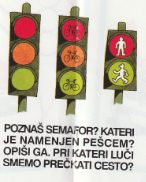 POZNAŠ SEMAFOR? KATERI
JE NAMENJEN PEŠCEM?
OPIŠI GA. PRI KATERI LUČI
SMEMO PREČKATI CESTO?